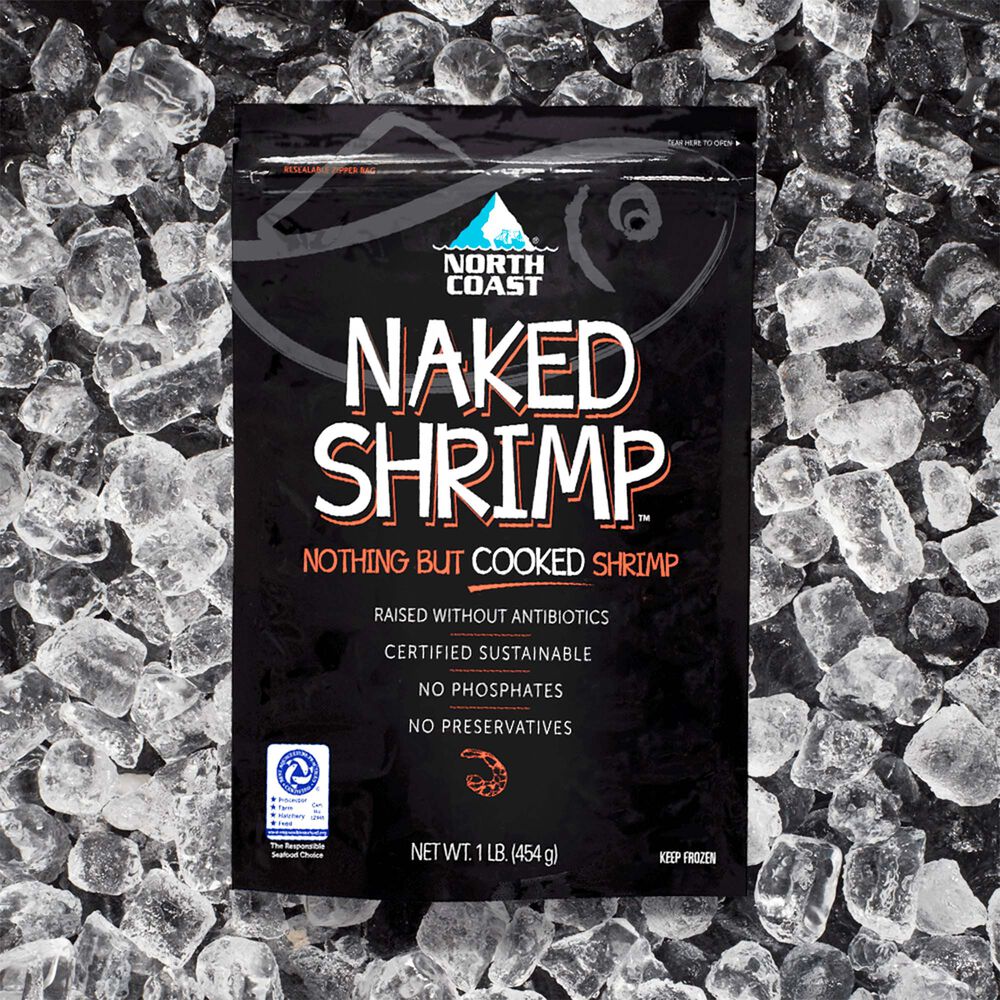 TEAR HERE TO OPEN
RESEALABLE ZIPPER BAG
NORTH
COAST
®
NAKED
SHRIMP
™
NOTHING BUT COOKED SHRIMP
RAISED WITHOUT ANTIBIOTICS
CERTIFIED SUSTAINABLE
NO PHOSPHATES
NO PRESERVATIVES
★ Processor
★ Farm
★ Hatchery
★ Feed
The Responsible
Seafood Choice
NET WT. 1 LB. (454 g)
KEEP FROZEN